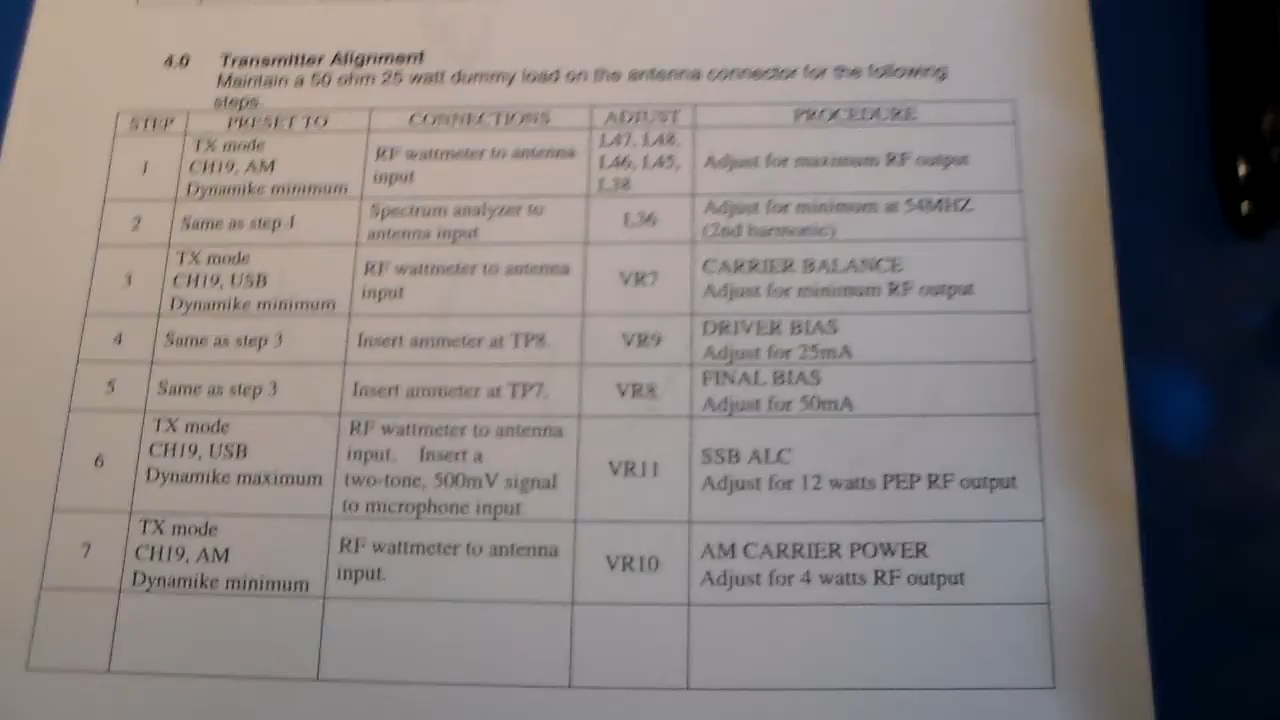 4.0 Transmitter Alignment
Maintain a 50 ohm 25 watt dummy load on the antenna connector for the following
steps.
STEP PRESET TO CONNECTIONS ADJUST PROCEDURE
1
TX mode
CH19, AM
Dynamike minimum
RF wattmeter to antenna
input
L47, L48,
L46, L45,
L38
Adjust for maximum RF output
2
Same as step 1
Spectrum analyzer to
antenna input
L36
Adjust for minimum at 54MHZ
(2nd harmonic)
3
TX mode
CH19, USB
Dynamike minimum
RF wattmeter to antenna
input
VR7
CARRIER BALANCE
Adjust for minimum RF output
4
Same as step 3
Insert ammeter at TP8.
VR9
DRIVER BIAS
Adjust for 25mA
5
Same as step 3
Insert ammeter at TP7.
VR8
FINAL BIAS
Adjust for 50mA
6
TX mode
CH19, USB
Dynamike maximum
RF wattmeter to antenna
input. Insert a
two-tone, 500mV signal
to microphone input
VR11
SSB ALC
Adjust for 12 watts PEP RF output
7
TX mode
CH19, AM
Dynamike minimum
RF wattmeter to antenna
input.
VR10
AM CARRIER POWER
Adjust for 4 watts RF output